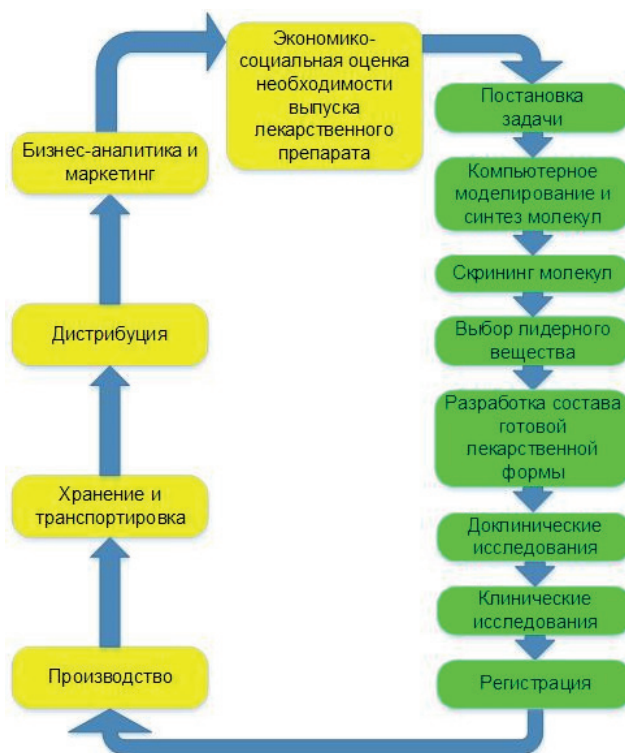 Экономико-
социальная оценка
необходимости
выпуска
лекарственного
препарата
Постановка
задачи
Компьютерное
моделирование и
синтез молекул
Скрининг молекул
Выбор лидерного
вещества
Разработка состава
готовой
лекарственной
формы
Доклинические
исследования
Клинические
исследования
Регистрация
Производство
Хранение и
транспортировка
Дистрибуция
Бизнес-аналитика и
маркетинг